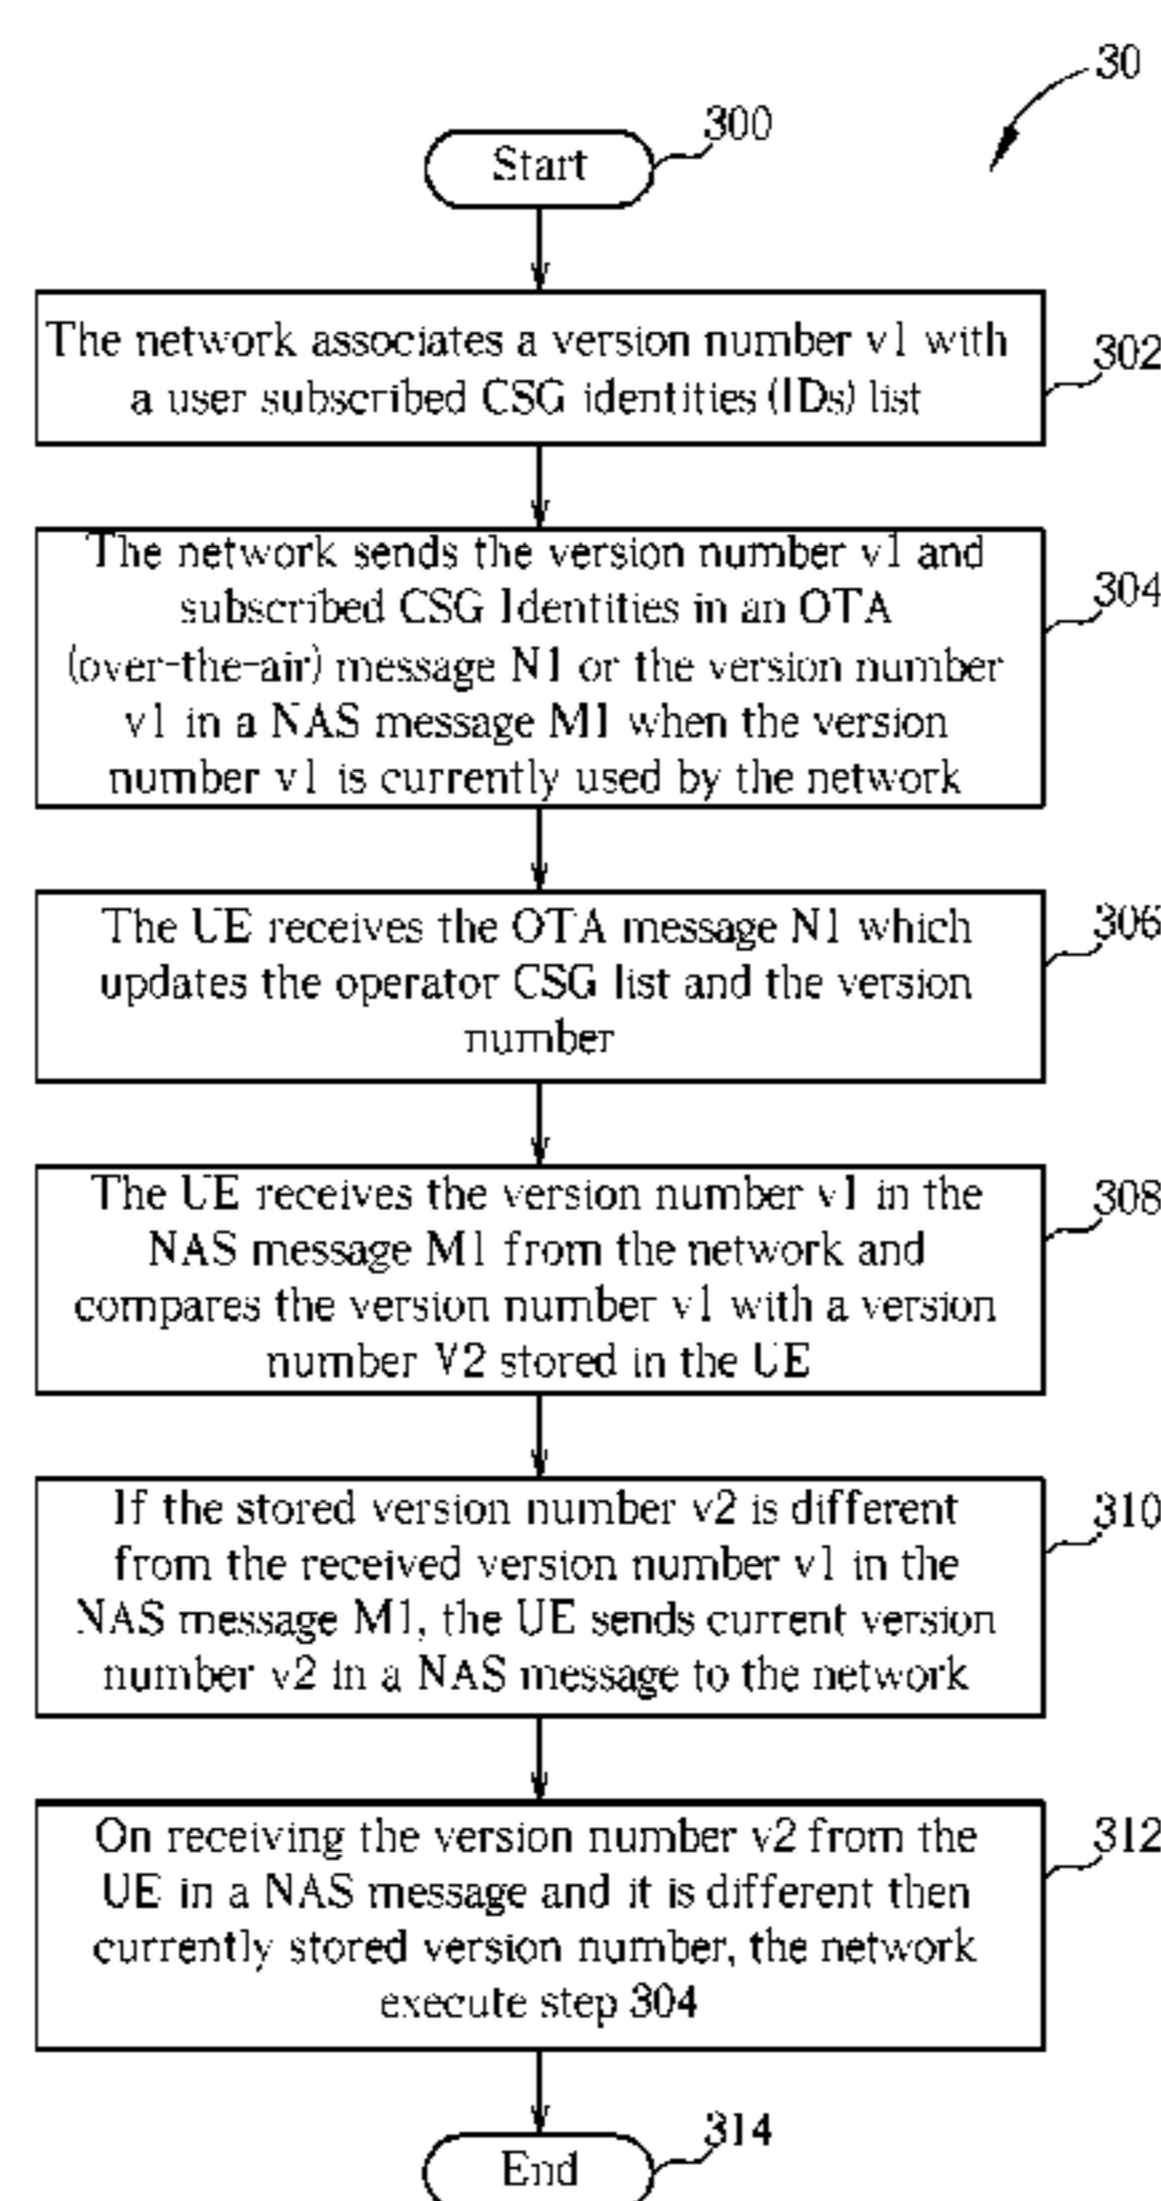 30
300
Start
The network associates a version number v1 with
a user subscribed CSG identities (IDs) list
302
The network sends the version number v1 and
subscribed CSG Identities in an OTA
(over-the-air) message N1 or the version number
v1 in a NAS message M1 when the version
number v1 is currently used by the network
304
The UE receives the OTA message N1 which
updates the operator CSG list and the version
number
306
The UE receives the version number v1 in the
NAS message M1 from the network and
compares the version number v1 with a version
number V2 stored in the UE
308
If the stored version number v2 is different
from the received version number v1 in the
NAS message M1, the UE sends current version
number v2 in a NAS message to the network
310
On receiving the version number v2 from the
UE in a NAS message and it is different then
currently stored version number, the network
execute step 304
312
End
314